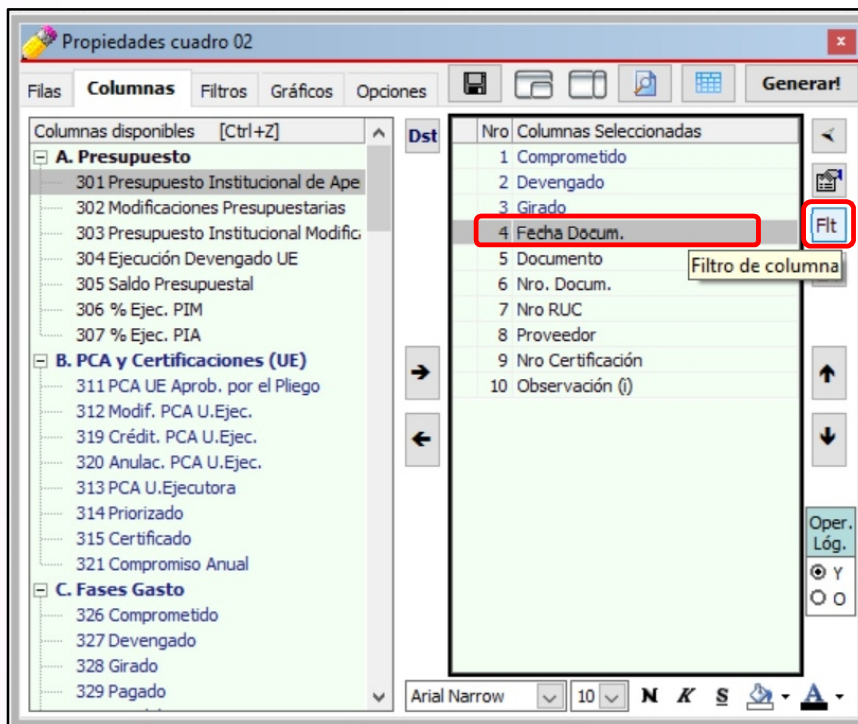 Propiedades cuadro 02
x
Filas Columnas Filtros Gráficos Opciones Generar!
Columnas disponibles [Ctrl+Z]
A. Presupuesto
301 Presupuesto Institucional de Ape
302 Modificaciones Presupuestarias
303 Presupuesto Institucional Modifica
304 Ejecución Devengado UE
305 Saldo Presupuestal
306 % Ejec. PIM
307 % Ejec. PIA
B. PCA y Certificaciones (UE)
311 PCA UE Aprob. por el Pliego
312 Modif. PCA U.Ejec.
319 Crédit. PCA U.Ejec.
320 Anulac. PCA U.Ejec.
313 PCA U.Ejecutora
314 Priorizado
315 Certificado
321 Compromiso Anual
C. Fases Gasto
326 Comprometido
327 Devengado
328 Girado
329 Pagado
Dst
Nro Columnas Seleccionadas
1 Comprometido
2 Devengado
3 Girado
4 Fecha Docum.
5 Documento
6 Nro. Docum.
7 Nro RUC
8 Proveedor
9 Nro Certificación
10 Observación (i)
Flt
Filtro de columna
Oper.
Lóg.
Y
O
Arial Narrow 10 N K S A